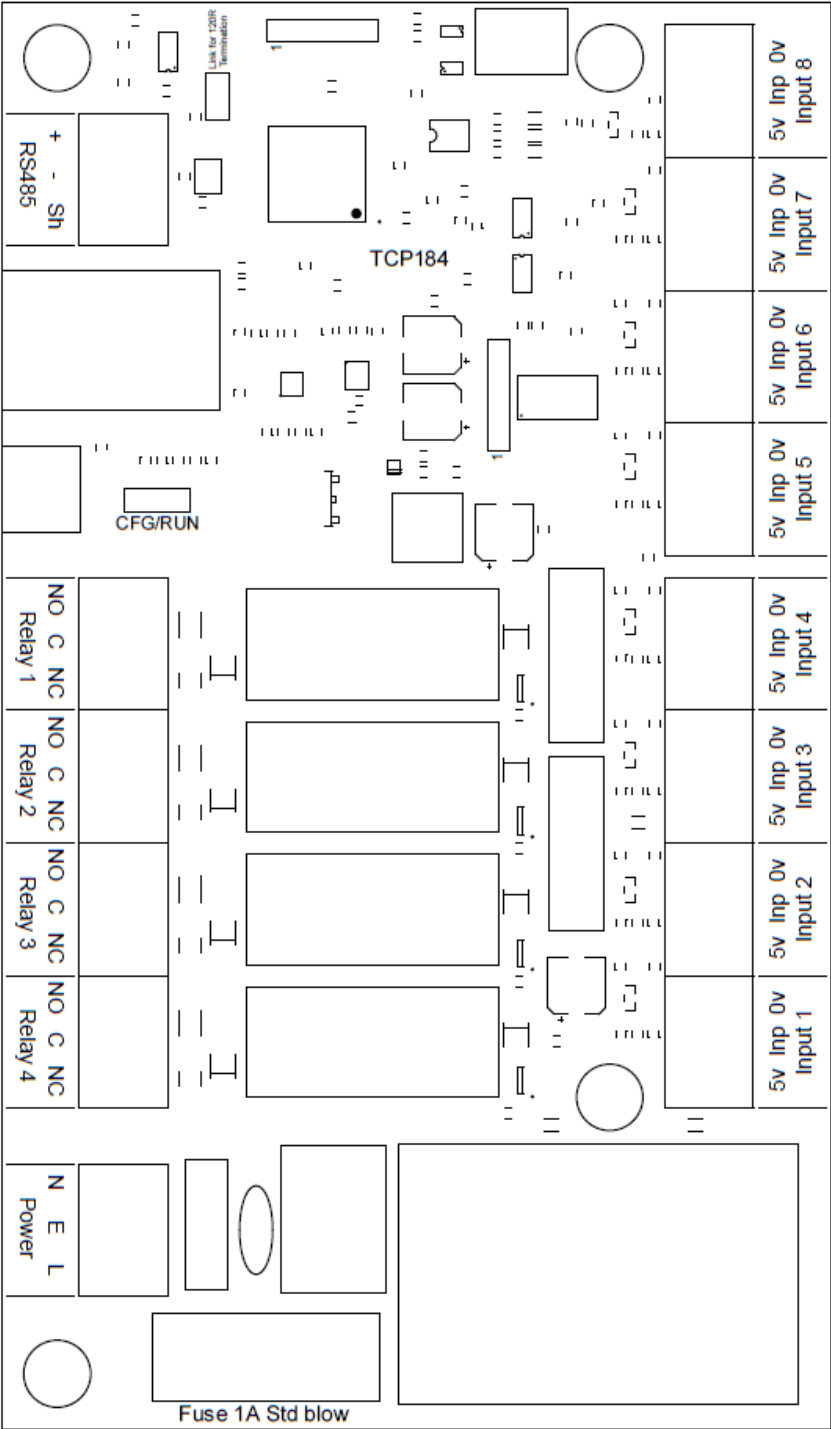 Link for 120R
Termination
1
+ - Sh
RS485
TCP184
1
CFG/RUN
NO C NC
Relay 1
NO C NC
Relay 2
NO C NC
Relay 3
NO C NC
Relay 4
N E L
Power
Fuse 1A Std blow
5v Inp 0v
Input 8
5v Inp 0v
Input 7
5v Inp 0v
Input 6
5v Inp 0v
Input 5
5v Inp 0v
Input 4
5v Inp 0v
Input 3
5v Inp 0v
Input 2
5v Inp 0v
Input 1